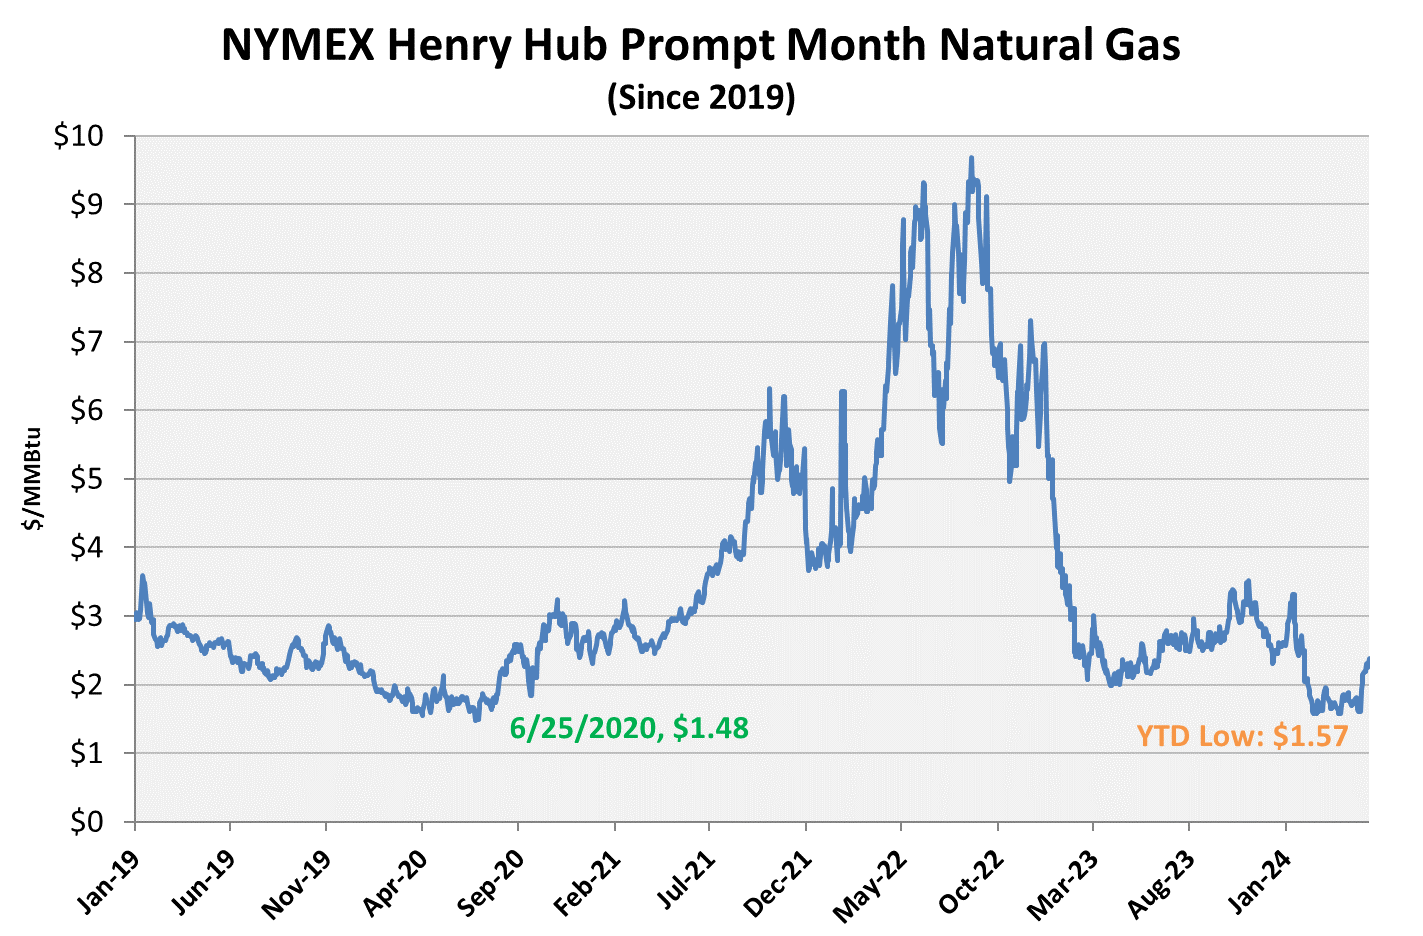 NYMEX Henry Hub Prompt Month Natural Gas
(Since 2019)
$10
$9
$8
$7
$6
$5
$4
$3
$2
$1
$0
$/MMBtu
6/25/2020, $1.48
YTD Low: $1.57
Jan-19
Jun-19
Nov-19
Apr-20
Sep-20
Feb-21
Jul-21
Dec-21
May-22
Oct-22
Mar-23
Aug-23
Jan-24